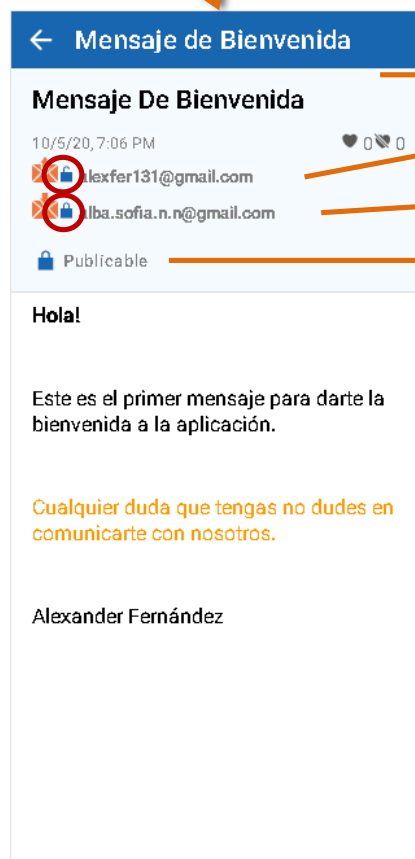 Mensaje de Bienvenida
Mensaje De Bienvenida
10/5/20, 7:06 PM 0 0
alexfer131@gmail.com
alba.sofia.n.n@gmail.com
Publicable
Hola!
Este es el primer mensaje para darte la
bienvenida a la aplicación.
Cualquier duda que tengas no dudes en
comunicarte con nosotros.
Alexander Fernández